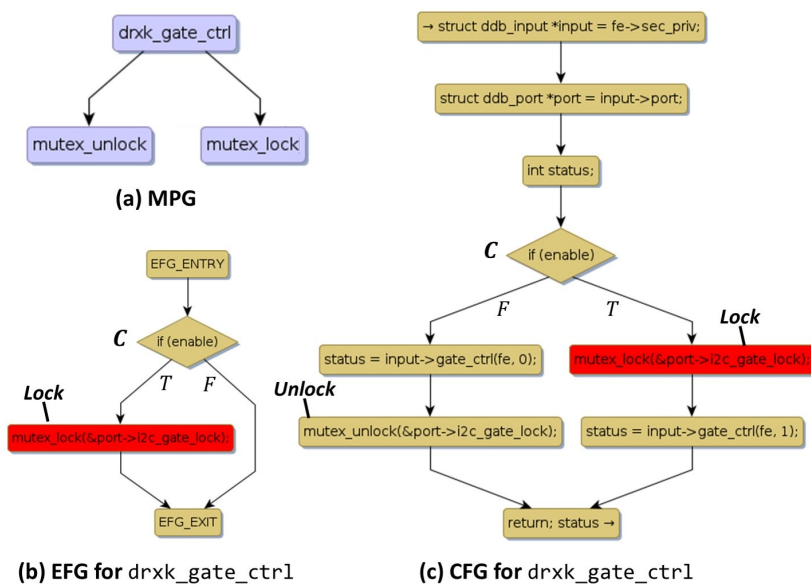 drxk_gate_ctrl
mutex_unlock
mutex_lock
(a) MPG
EFG_ENTRY
C
if (enable)
T
F
Lock
mutex_lock(&port->i2c_gate_lock);
EFG_EXIT
(b) EFG for drxk_gate_ctrl
→ struct ddb_input *input = fe->sec_priv;
struct ddb_port *port = input->port;
int status;
C
if (enable)
F
T
Lock
status = input->gate_ctrl(fe, 0);
mutex_lock(&port->i2c_gate_lock);
Unlock
mutex_unlock(&port->i2c_gate_lock);
status = input->gate_ctrl(fe, 1);
return; status →
(c) CFG for drxk_gate_ctrl